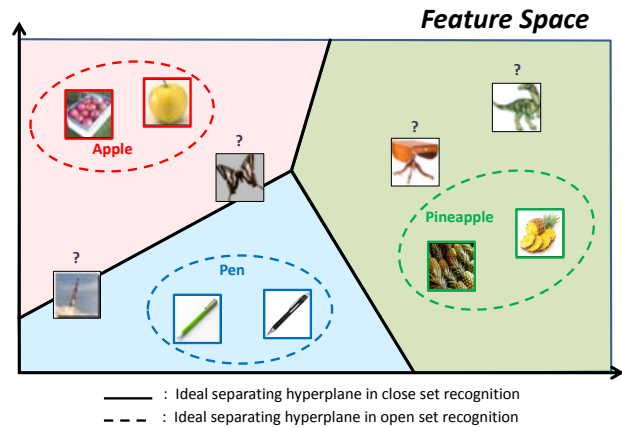 Feature Space
?
?
?
Apple
Pineapple
?
Pen
: Ideal separating hyperplane in close set recognition
: Ideal separating hyperplane in open set recognition